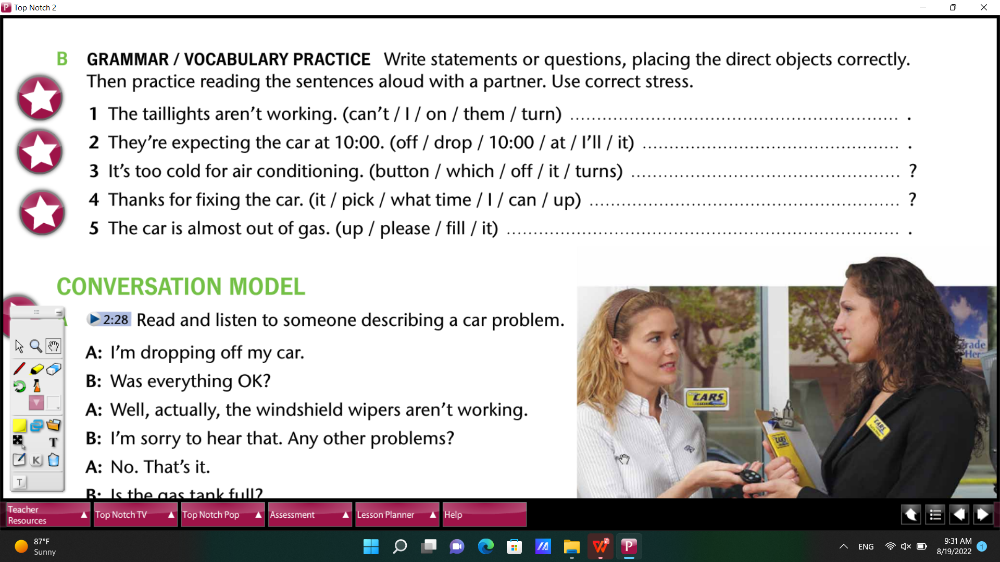 Top Notch 2
B GRAMMAR / VOCABULARY PRACTICE Write statements or questions, placing the direct objects correctly.
Then practice reading the sentences aloud with a partner. Use correct stress.
1 The taillights aren’t working. (can’t / I / on / them / turn) .
2 They’re expecting the car at 10:00. (off / drop / 10:00 / at / I’ll / it) .
3 It’s too cold for air conditioning. (button / which / off / it / turns) ?
4 Thanks for fixing the car. (it / pick / what time / I / can / up) ?
5 The car is almost out of gas. (up / please / fill / it) .
CONVERSATION MODEL
2:28 Read and listen to someone describing a car problem.
A: I’m dropping off my car.
B: Was everything OK?
A: Well, actually, the windshield wipers aren’t working.
B: I’m sorry to hear that. Any other problems?
A: No. That’s it.
B: Is the gas tank full?
CARS
CARS
CARS
T
K
T
Teacher
Resources
Top Notch TV
Top Notch Pop
Assessment
Lesson Planner
Help
87°F
Sunny
ENG
9:31 AM
8/19/2022
1